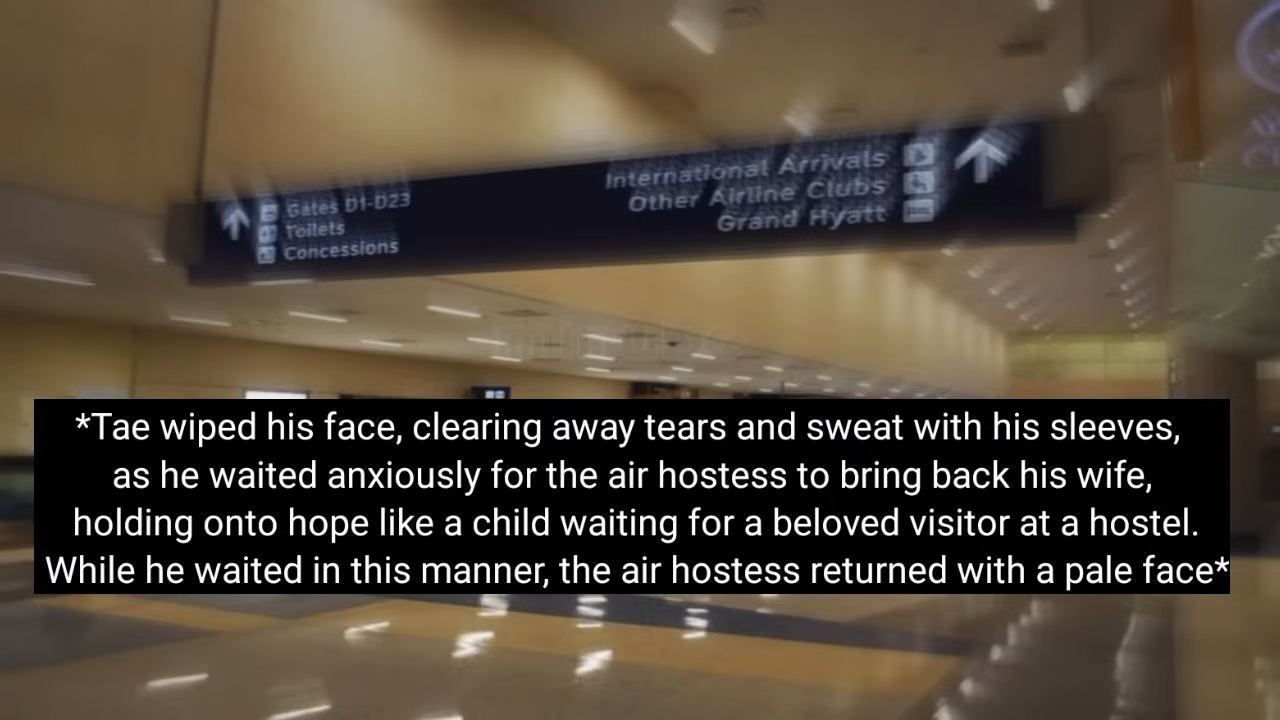 Gates D1-D23
Toilets
Concessions
International Arrivals
Other Airline Clubs
Grand Hyatt
*Tae wiped his face, clearing away tears and sweat with his sleeves,
as he waited anxiously for the air hostess to bring back his wife,
holding onto hope like a child waiting for a beloved visitor at a hostel.
While he waited in this manner, the air hostess returned with a pale face*